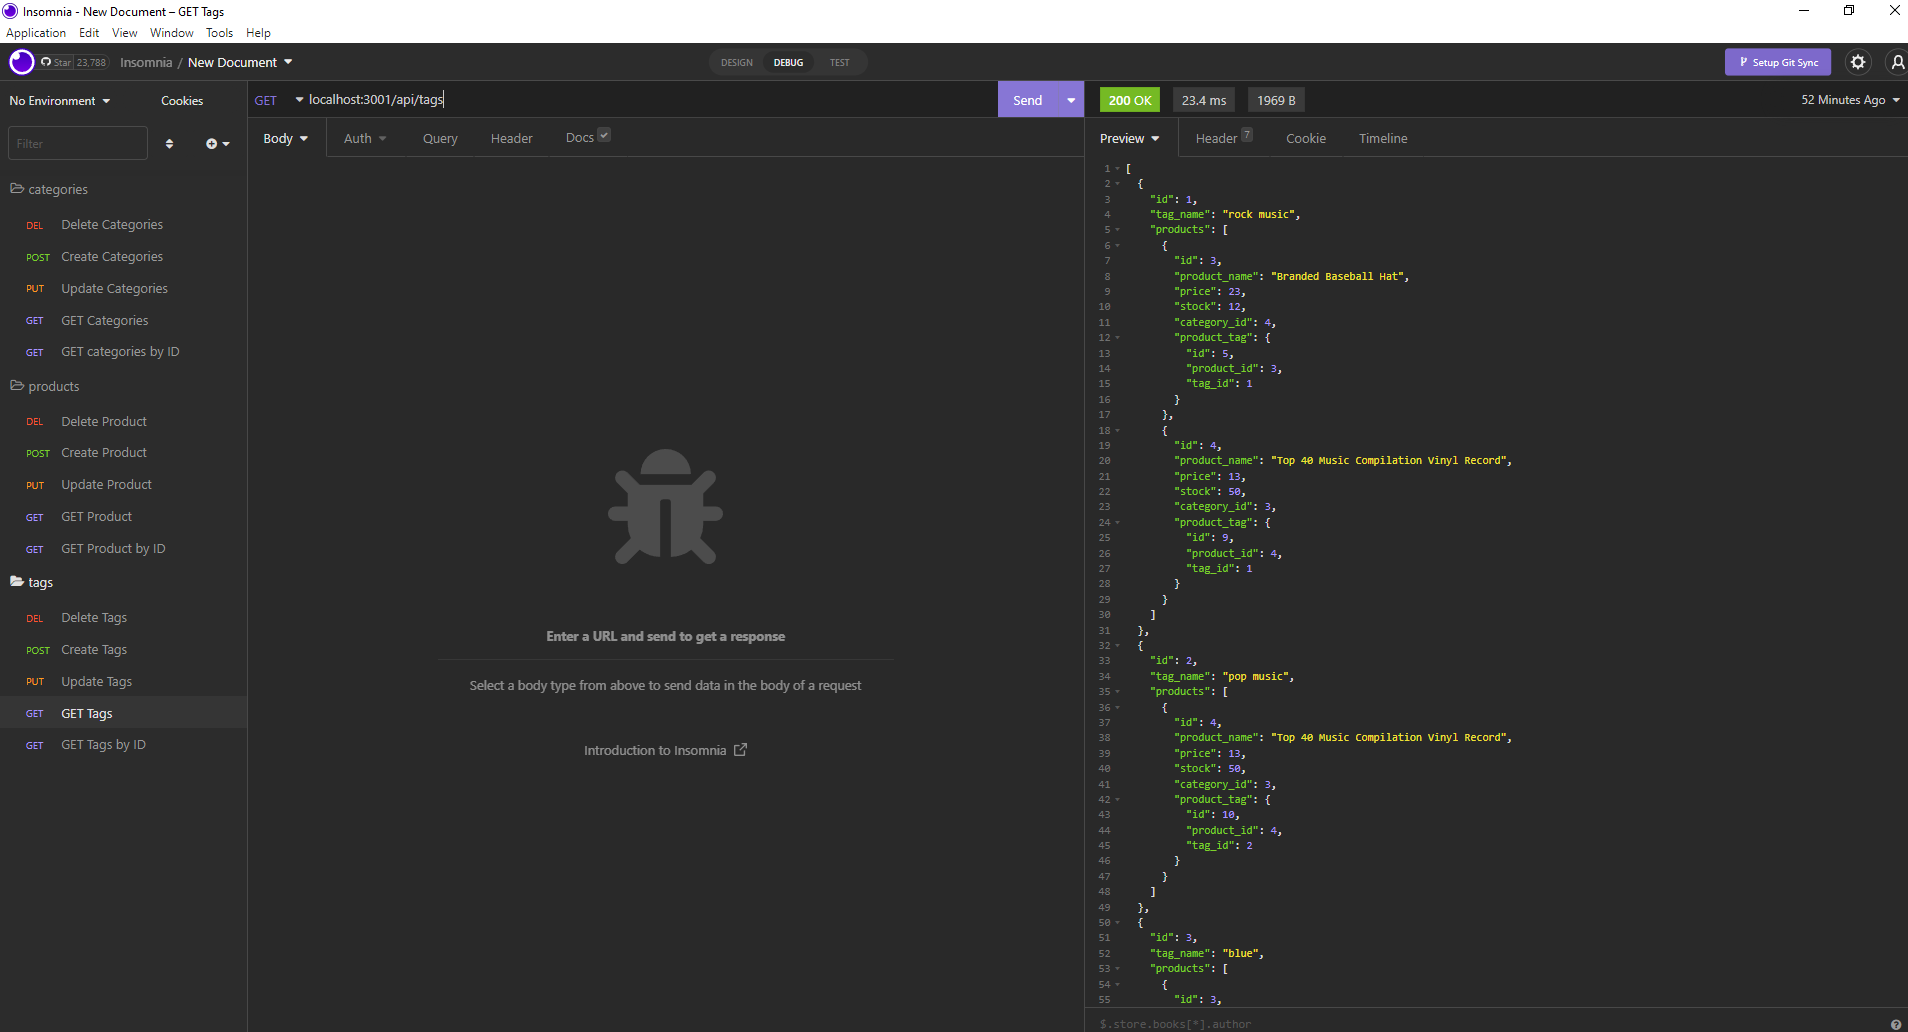 Insomnia - New Document – GET Tags
Application Edit View Window Tools Help
Star 23,788 Insomnia / New Document DESIGN DEBUG TEST Setup Git Sync
No Environment Cookies
Filter
categories
DEL Delete Categories
POST Create Categories
PUT Update Categories
GET GET Categories
GET GET categories by ID
products
DEL Delete Product
POST Create Product
PUT Update Product
GET GET Product
GET GET Product by ID
tags
DEL Delete Tags
POST Create Tags
PUT Update Tags
GET GET Tags
GET GET Tags by ID
GET localhost:3001/api/tags Send
Body Auth Query Header Docs
Enter a URL and send to get a response
Select a body type from above to send data in the body of a request
Introduction to Insomnia
200 OK 23.4 ms 1969 B 52 Minutes Ago
Preview Header 7 Cookie Timeline
1 [
2 {
3 "id": 1,
4 "tag_name": "rock music",
5 "products": [
6 {
7 "id": 3,
8 "product_name": "Branded Baseball Hat",
9 "price": 23,
10 "stock": 12,
11 "category_id": 4,
12 "product_tag": {
13 "id": 5,
14 "product_id": 3,
15 "tag_id": 1
16 }
17 },
18 {
19 "id": 4,
20 "product_name": "Top 40 Music Compilation Vinyl Record",
21 "price": 13,
22 "stock": 50,
23 "category_id": 3,
24 "product_tag": {
25 "id": 9,
26 "product_id": 4,
27 "tag_id": 1
28 }
29 }
30 ]
31 },
32 {
33 "id": 2,
34 "tag_name": "pop music",
35 "products": [
36 {
37 "id": 4,
38 "product_name": "Top 40 Music Compilation Vinyl Record",
39 "price": 13,
40 "stock": 50,
41 "category_id": 3,
42 "product_tag": {
43 "id": 10,
44 "product_id": 4,
45 "tag_id": 2
46 }
47 }
48 ]
49 },
50 {
51 "id": 3,
52 "tag_name": "blue",
53 "products": [
54 {
55 "id": 3,
$.store.books[*].author